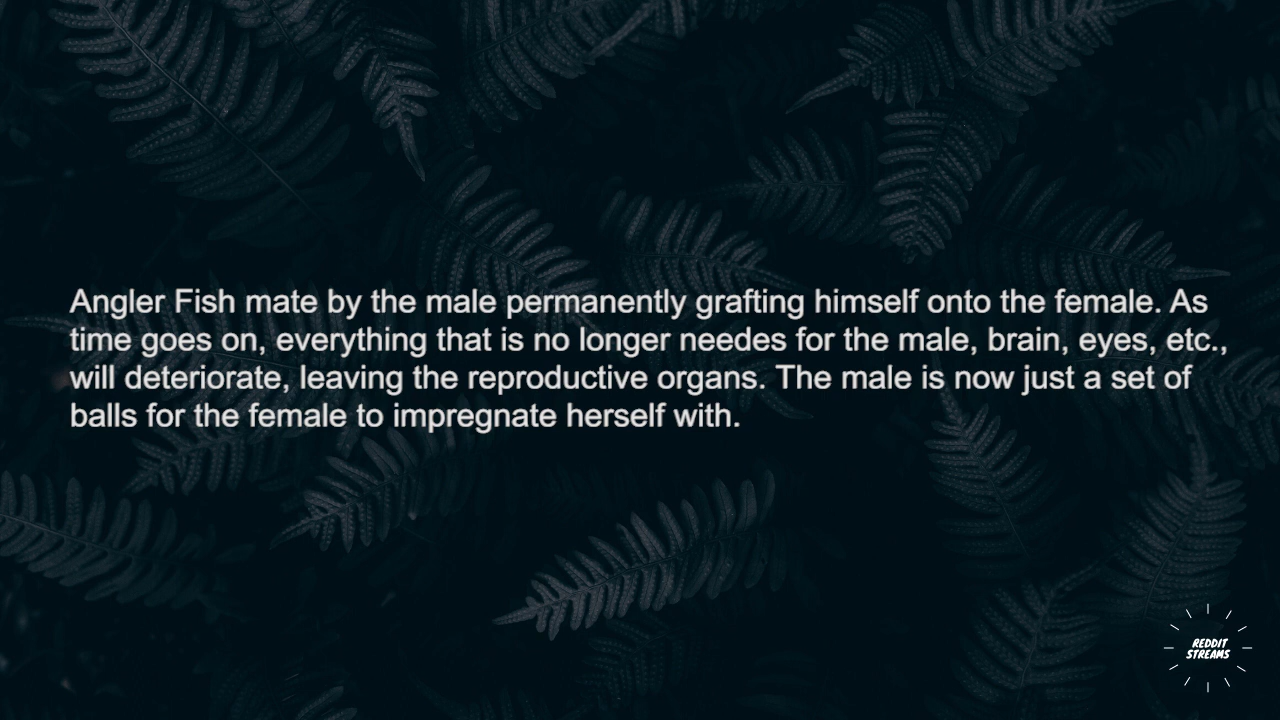 Angler Fish mate by the male permanently grafting himself onto the female. As
time goes on, everything that is no longer needes for the male, brain, eyes, etc.,
will deteriorate, leaving the reproductive organs. The male is now just a set of
balls for the female to impregnate herself with.
REDDIT
STREAMS